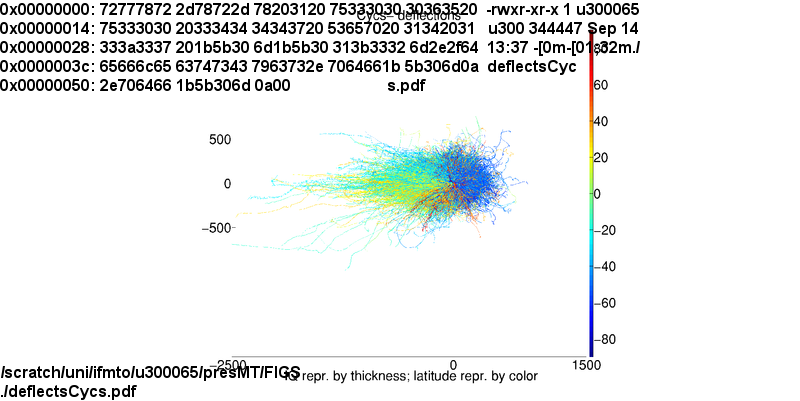 0x00000000: 72777872 2d78722d 78203120 75333030 30363520 -rwxr-xr-x 1 u300065
Cycs- deflections
0x00000014: 75333030 20333434 34343720 53657020 31342031 u300 344447 Sep 14
0x00000028: 333a3337 201b5b30 6d1b5b30 313b3332 6d2e2f64 13:37 -[0m-[01;32m./
0x0000003c: 65666c65 63747343 7963732e 7064661b 5b306d0a deflectsCyc
0x00000050: 2e706466 1b5b306d 0a00 s.pdf
60
40
20
0
−20
−40
−60
−80
500
0
−500
−2500 0 1500
/scratch/uni/ifmto/u300065/presMT/FIGS
IQ repr. by thickness; latitude repr. by color
./deflectsCycs.pdf